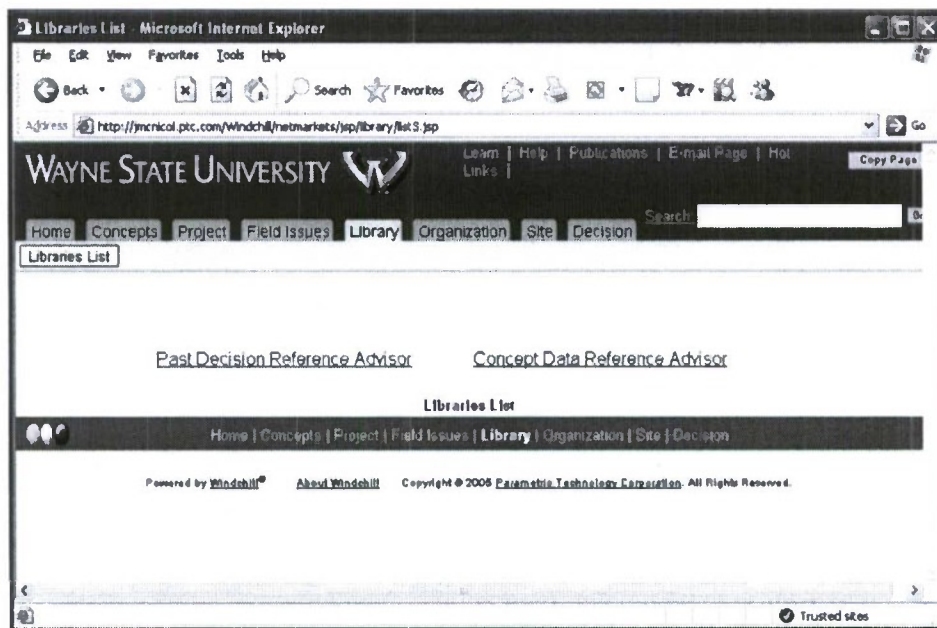 Libraries List - Microsoft Internet Explorer
File Edit View Favorites Tools Help
Back Search Favorites
Address http://jmcnicol.ptc.com/Windchill/netmarkets/jsp/library/listS.jsp Go
WAYNE STATE UNIVERSITY
Learn | Help | Publications | E-mail Page | Hot
Links |
Copy Page
Search
Home Concepts Project Field Issues Library Organization Site Decision
Libraries List
Past Decision Reference Advisor Concept Data Reference Advisor
Libraries List
Home | Concepts | Project | Field Issues | Library | Organization | Site | Decision
Powered by Windchill® About Windchill Copyright © 2005 Parametric Technology Corporation. All Rights Reserved.
Trusted sites